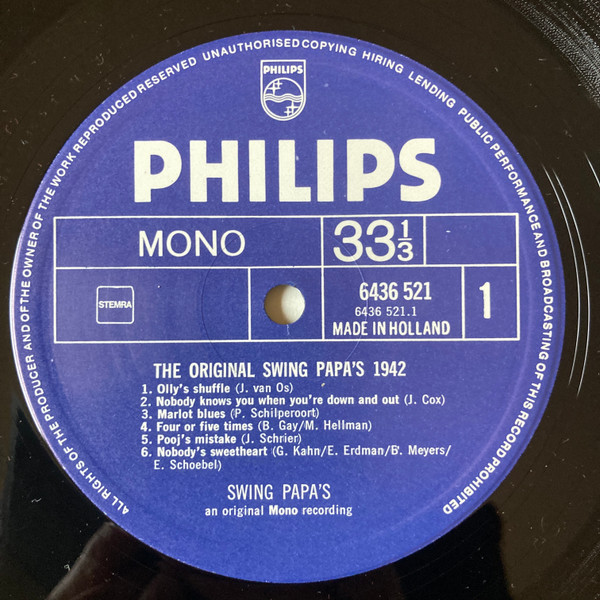 ALL RIGHTS OF THE PRODUCER AND OF THE OWNER OF THE WORK REPRODUCED RESERVED UNAUTHORISED COPYING HIRING LENDING PUBLIC PERFORMANCE AND BROADCASTING OF THIS RECORD PROHIBITED
PHILIPS
PHILIPS
MONO
33⅓
STEMRA
6436 521
6436 521.1
MADE IN HOLLAND
1
THE ORIGINAL SWING PAPA'S 1942
1. Olly's shuffle (J. van Os)
2. Nobody knows you when you're down and out (J. Cox)
3. Marlot blues (P. Schilperoort)
4. Four or five times (B. Gay/M. Hellman)
5. Pooj's mistake (J. Schrier)
6. Nobody's sweetheart (G. Kahn/E. Erdman/B. Meyers/
E. Schoebel)
SWING PAPA'S
an original Mono recording